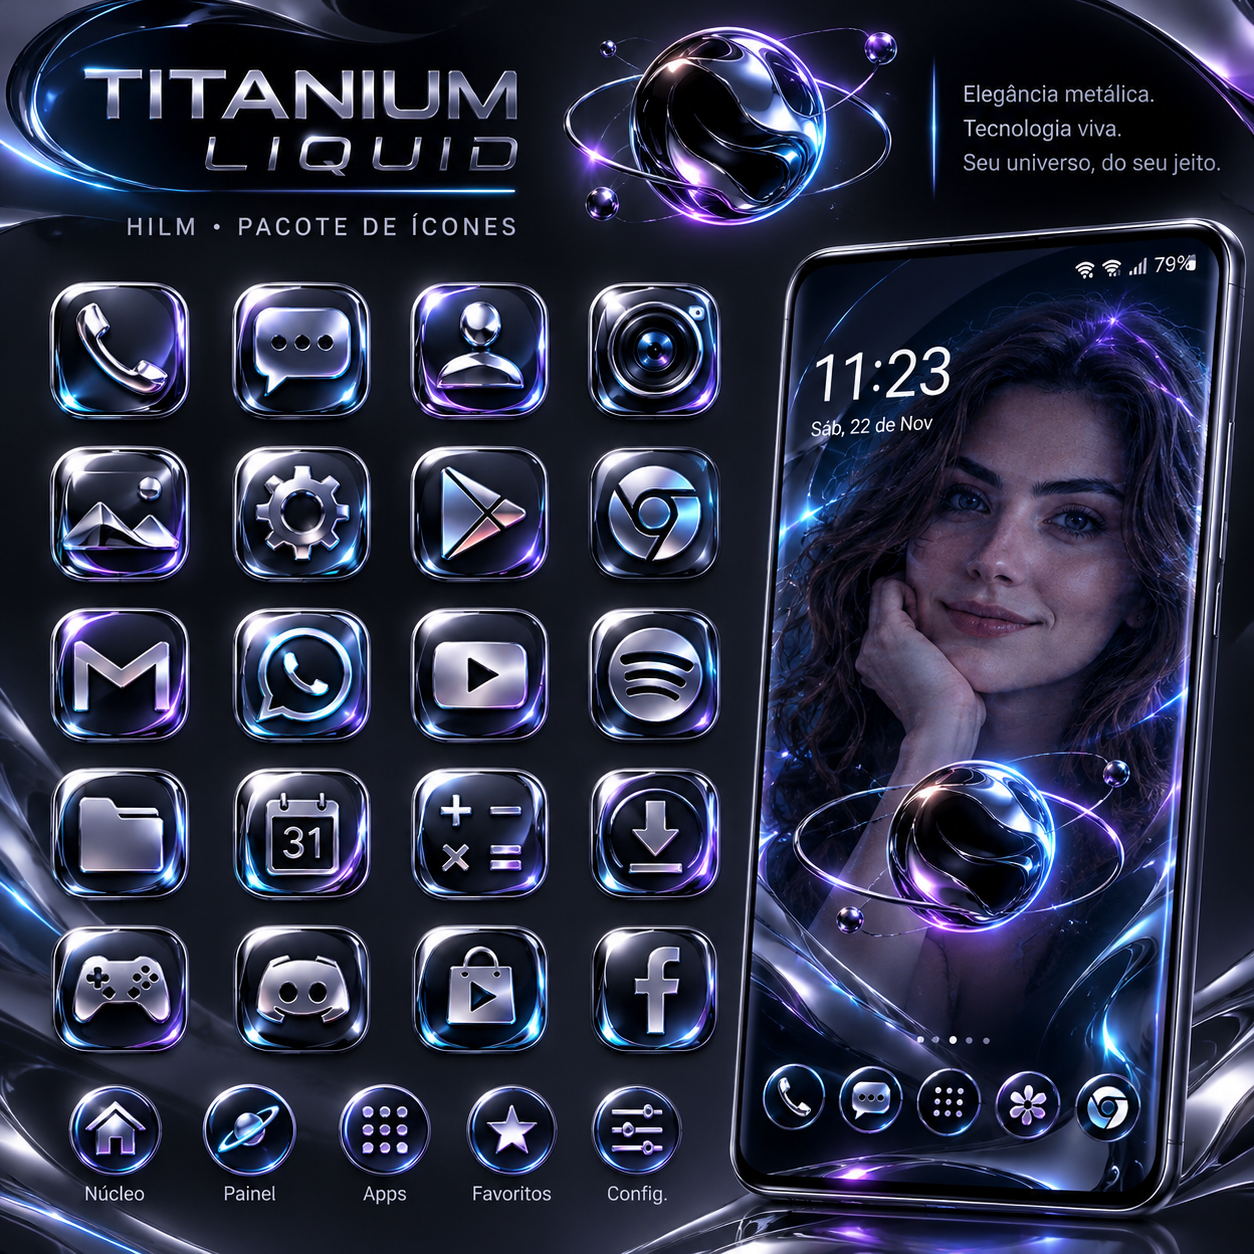 TITANIUM
LIQUID
HILM • PACOTE DE ÍCONES
Elegância metálica.
Tecnologia viva.
Seu universo, do seu jeito.
79%
11:23
Sáb, 22 de Nov
31
Núcleo
Painel
Apps
Favoritos
Config.